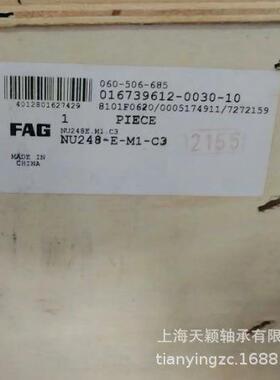 060-506-685
016739612-0030-10
4012801627429
8101F0620/0005174911/7272159
FAG
1 PIECE
NU248E.M1.C3
NU248-E-M1-C3
2155
MADE IN
CHINA
上海天颖轴承有限
tianyingzc.1688.com